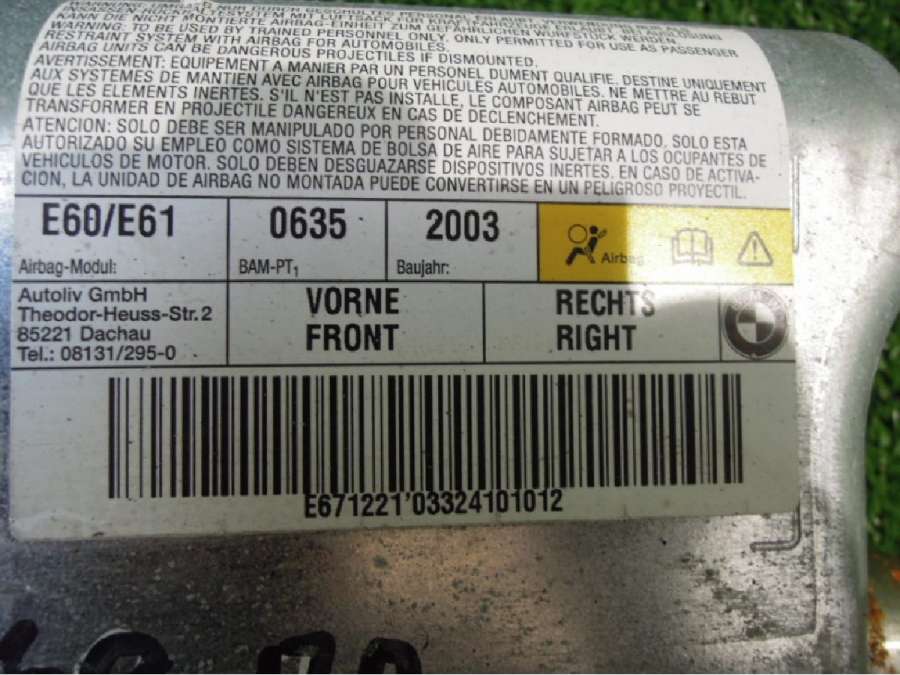 KANN DIE NICHT MONTIERTE AIRBAG-EINHEIT
WARNING: TO BE USED BY TRAINED PERSONNEL ONLY. ONLY PERMITTED FOR USE AS PASSENGER
RESTRAINT SYSTEM WITH AIRBAG FOR AUTOMOBILES.
AIRBAG UNITS CAN BE DANGEROUS PROJECTILES IF DISMOUNTED.
AVERTISSEMENT: EQUIPEMENT A MANIER PAR UN PERSONEL DUMENT QUALIFIE, DESTINE UNIQUEMENT
AUX SYSTEMES DE MANTIEN AVEC AIRBAG POUR VEHICULES AUTOMOBILES. NE METTRE AU REBUT
QUE LES ELEMENTS INERTES. S'IL N'EST PAS INSTALLE, LE COMPOSANT AIRBAG PEUT SE
TRANSFORMER EN PROJECTILE DANGEREUX EN CAS DE DECLENCHEMENT.
ATENCION: SOLO DEBE SER MANIPULADO POR PERSONAL DEBIDAMENTE FORMADO. SOLO ESTA
AUTORIZADO SU EMPLEO COMO SISTEMA DE BOLSA DE AIRE PARA SUJETAR A LOS OCUPANTES DE
VEHICULOS DE MOTOR. SOLO DEBEN DESGUAZARSE DISPOSITIVOS INERTES. EN CASO DE ACTIVA-
CION, LA UNIDAD DE AIRBAG NO MONTADA PUEDE CONVERTIRSE EN UN PELIGROSO PROYECTIL.
E60/E61 0635 2003
Airbag-Modul: BAM-PT1 Baujahr: Airbag
Autoliv GmbH
Theodor-Heuss-Str. 2
85221 Dachau
Tel.: 08131/295-0
VORNE
FRONT
RECHTS
RIGHT
E671221'03324101012